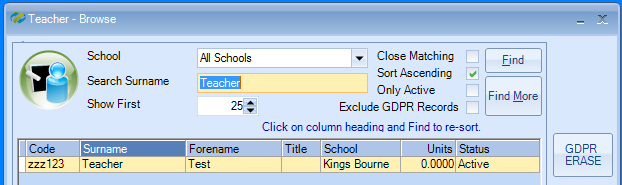 Teacher - Browse
School All Schools Close Matching Find
Sort Ascending
Search Surname Teacher Only Active Find More
Show First 25 Exclude GDPR Records
Click on column heading and Find to re-sort.
Code Surname Forename Title School Units Status
zzz123 Teacher Test Kings Bourne 0.0000 Active
GDPR
ERASE